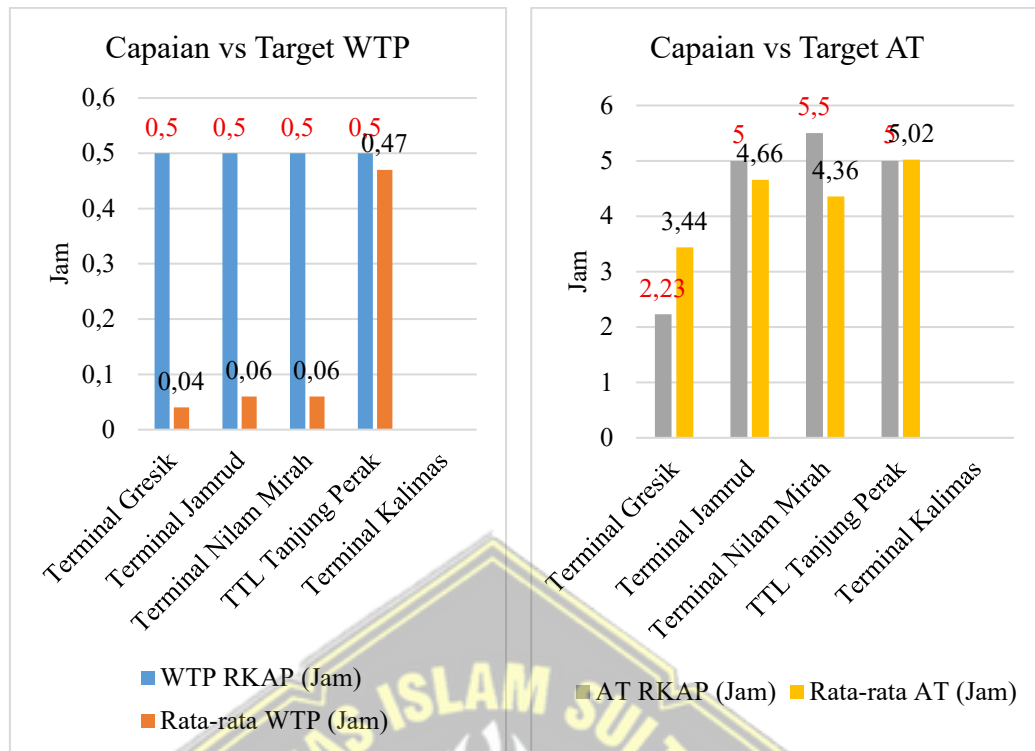 Capaian vs Target WTP
0,6
0,5
0,4
0,3
0,2
0,1
0
Jam
0,5 0,5 0,5 0,5
0,04 0,06 0,06 0,47
Terminal Gresik
Terminal Jamrud
Terminal Nilam Mirah
TTL Tanjung Perak
Terminal Kalimas
WTP RKAP (Jam)
Rata-rata WTP (Jam)
Capaian vs Target AT
6
5
4
3
2
1
0
Jam
2,23 5 5,5 5
3,44 4,66 4,36 5,02
Terminal Gresik
Terminal Jamrud
Terminal Nilam Mirah
TTL Tanjung Perak
Terminal Kalimas
AT RKAP (Jam) Rata-rata AT (Jam)
ISLAM SUL